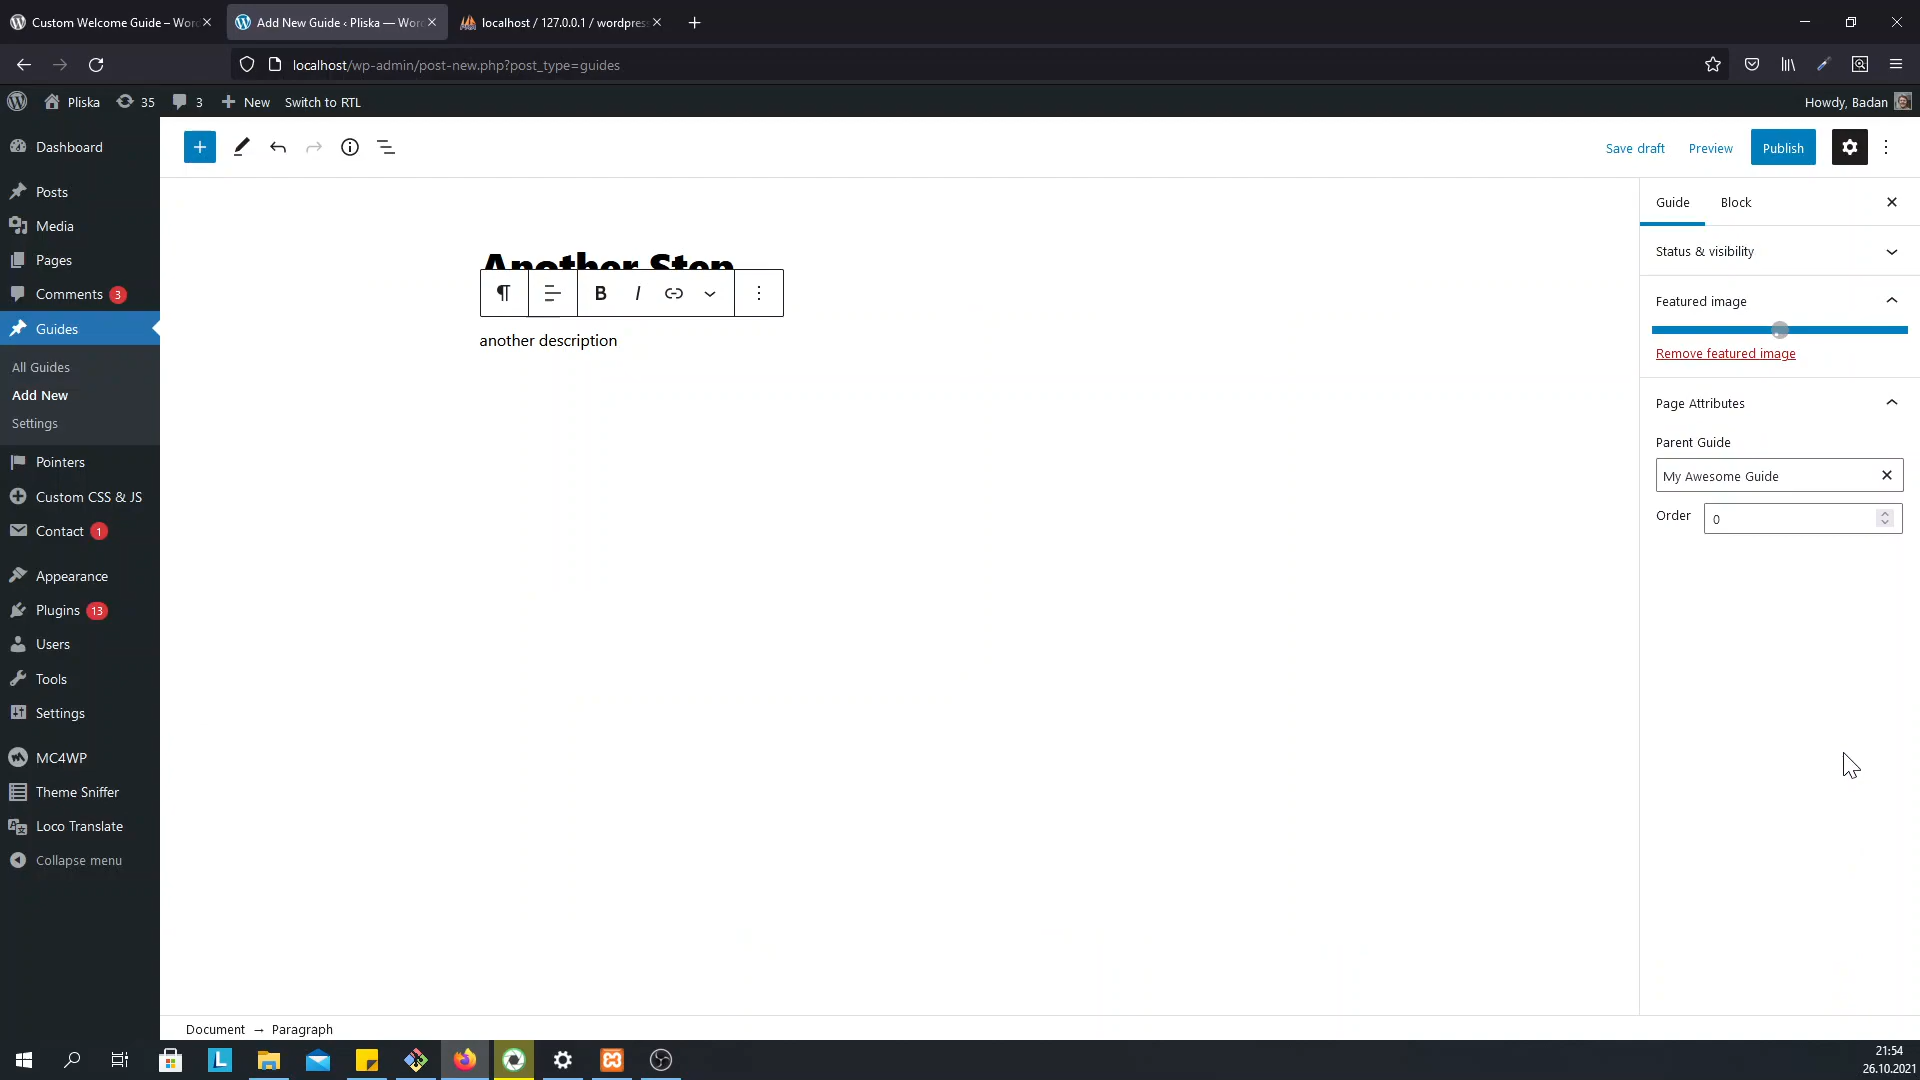 Custom Welcome Guide – Wor
Add New Guide ‹ Pliska — Wor
localhost / 127.0.0.1 / wordpres
localhost/wp-admin/post-new.php?post_type=guides
Pliska
35
3
New
Switch to RTL
Howdy, Badan
Save draft
Preview
Publish
Dashboard
Posts
Media
Pages
Comments 3
Guides
All Guides
Add New
Settings
Pointers
Custom CSS & JS
Contact 1
Appearance
Plugins 13
Users
Tools
Settings
MC4WP
Theme Sniffer
Loco Translate
Collapse menu
Another Step
B I
another description
Guide
Block
Status & visibility
Featured image
Remove featured image
Page Attributes
Parent Guide
My Awesome Guide
Order
0
Document → Paragraph
L
21:54
26.10.2021